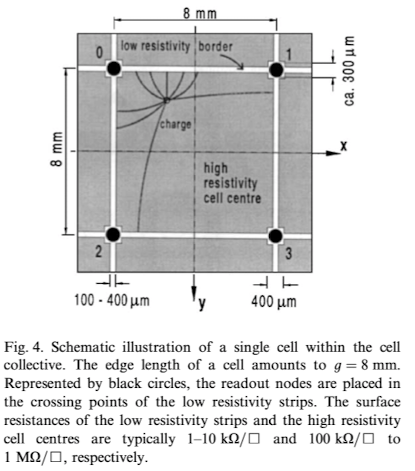 8 mm
0
low resistivity border
1
ca. 300 μm
charge
8 mm
x
high
resistivity
cell centre
2
3
100 - 400 μm
y
400 μm
Fig. 4. Schematic illustration of a single cell within the cell
collective. The edge length of a cell amounts to g = 8 mm.
Represented by black circles, the readout nodes are placed in
the crossing points of the low resistivity strips. The surface
resistances of the low resistivity strips and the high resistivity
cell centres are typically 1–10 kΩ/□ and 100 kΩ/□ to
1 MΩ/□, respectively.